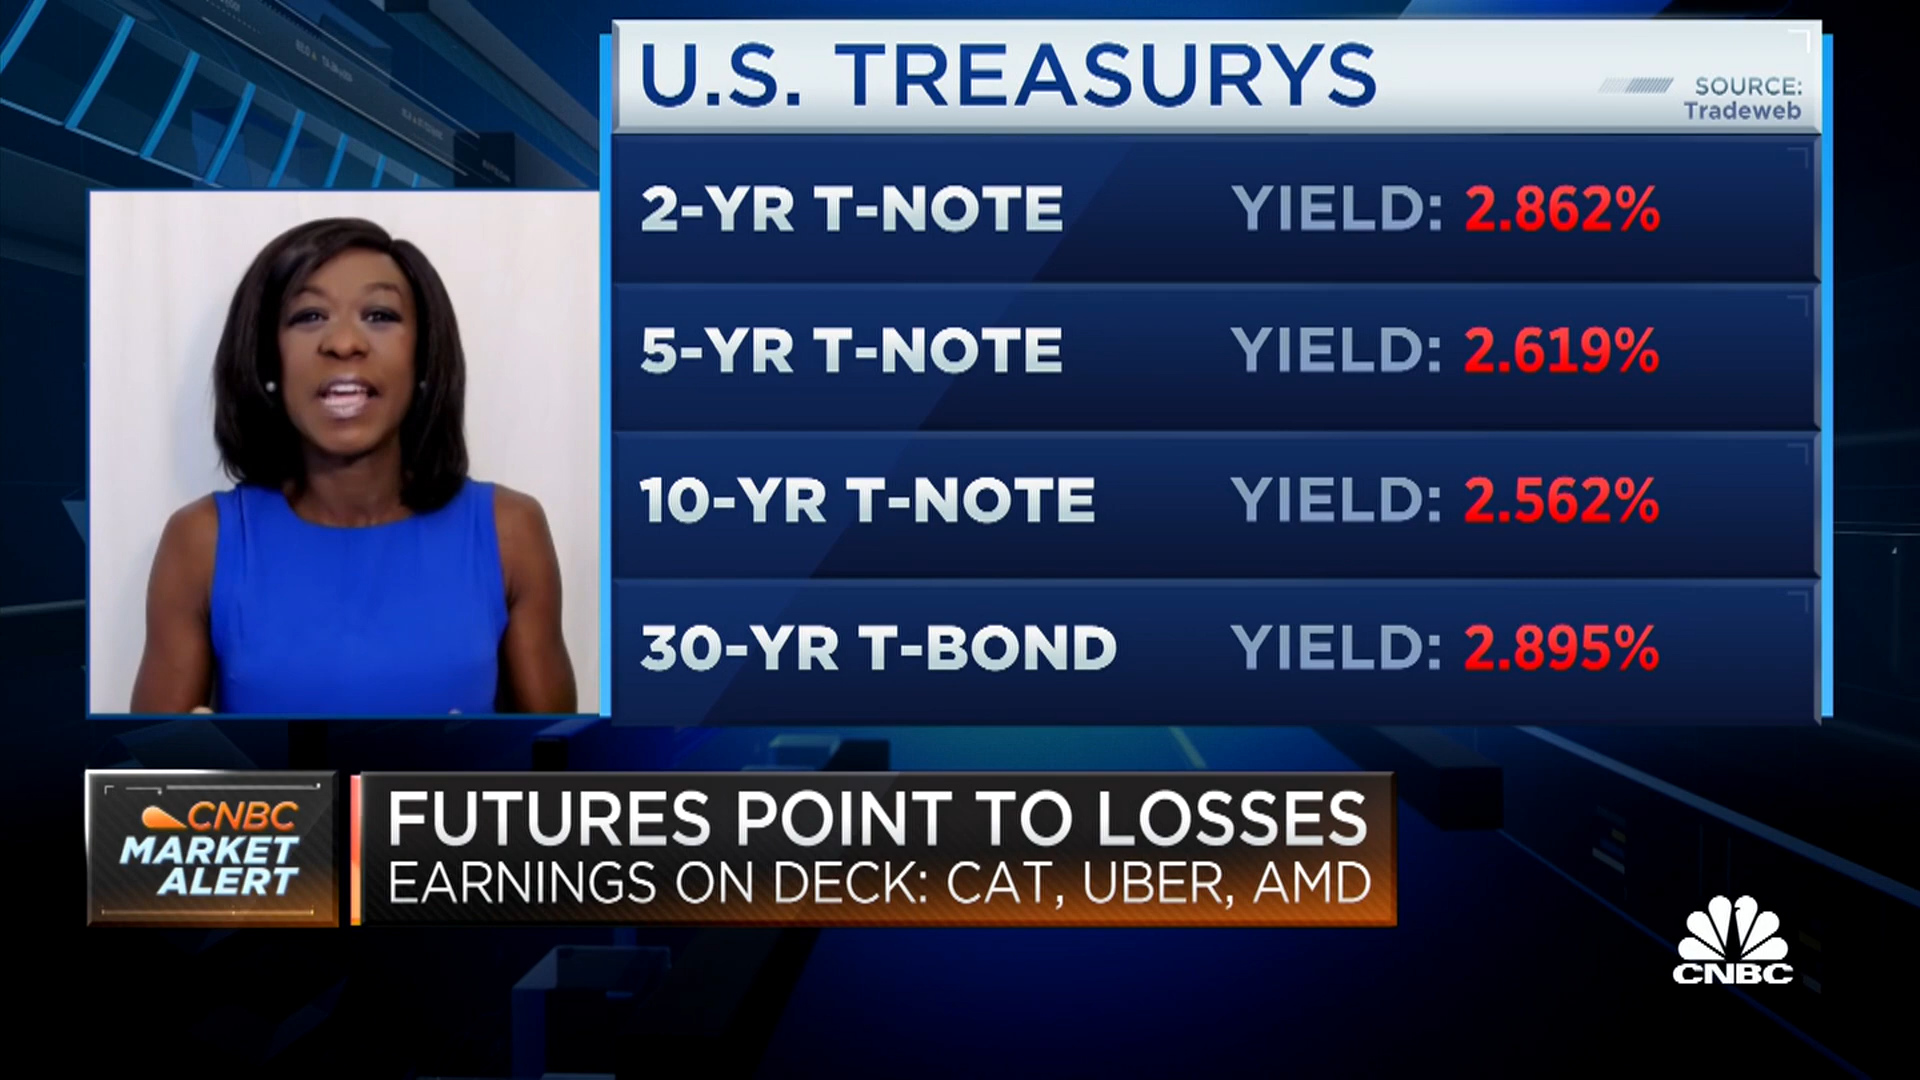 U.S. TREASURYS
SOURCE:
Tradeweb
2-YR T-NOTE YIELD: 2.862%
5-YR T-NOTE YIELD: 2.619%
10-YR T-NOTE YIELD: 2.562%
30-YR T-BOND YIELD: 2.895%
CNBC
MARKET
ALERT
FUTURES POINT TO LOSSES
EARNINGS ON DECK: CAT, UBER, AMD
CNBC